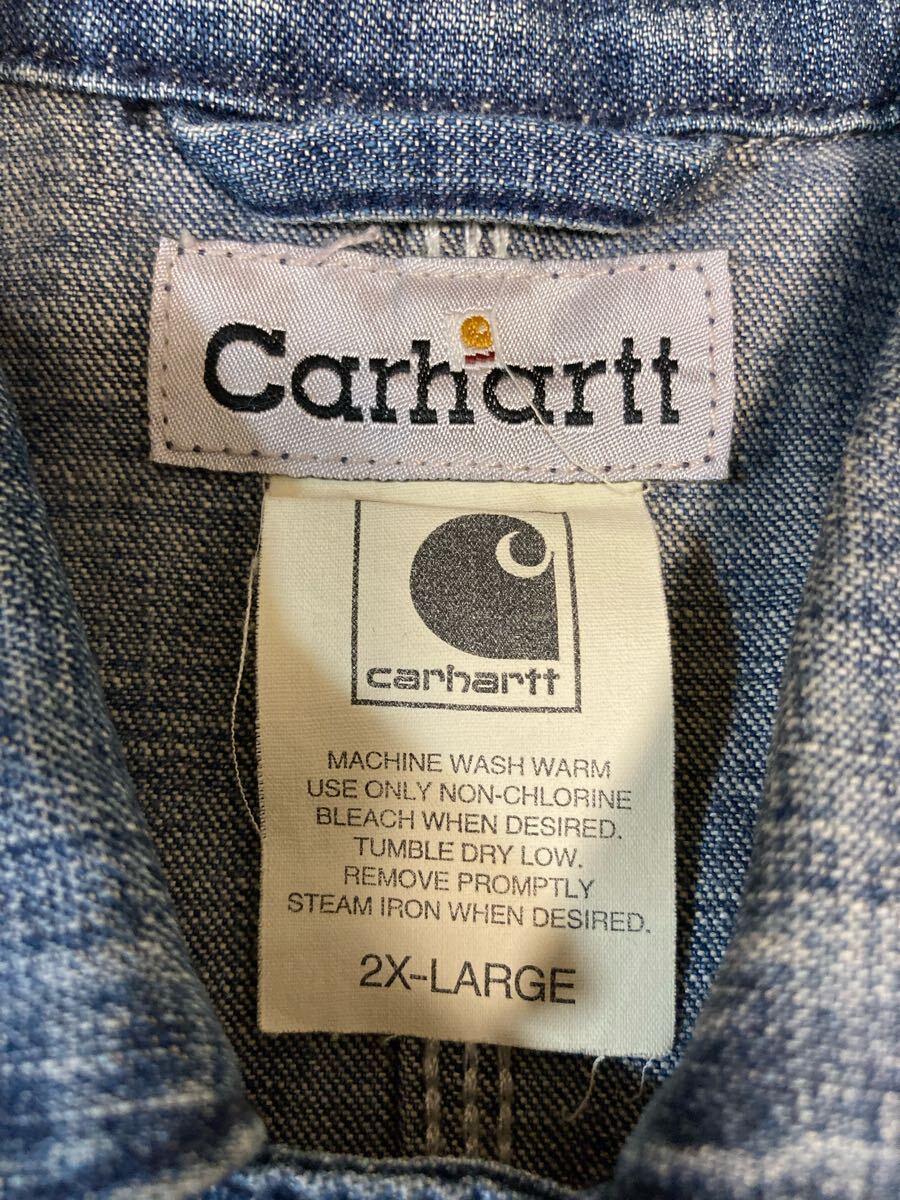 Carhartt
carhartt
MACHINE WASH WARM
USE ONLY NON-CHLORINE
BLEACH WHEN DESIRED.
TUMBLE DRY LOW.
REMOVE PROMPTLY
STEAM IRON WHEN DESIRED.
2X-LARGE